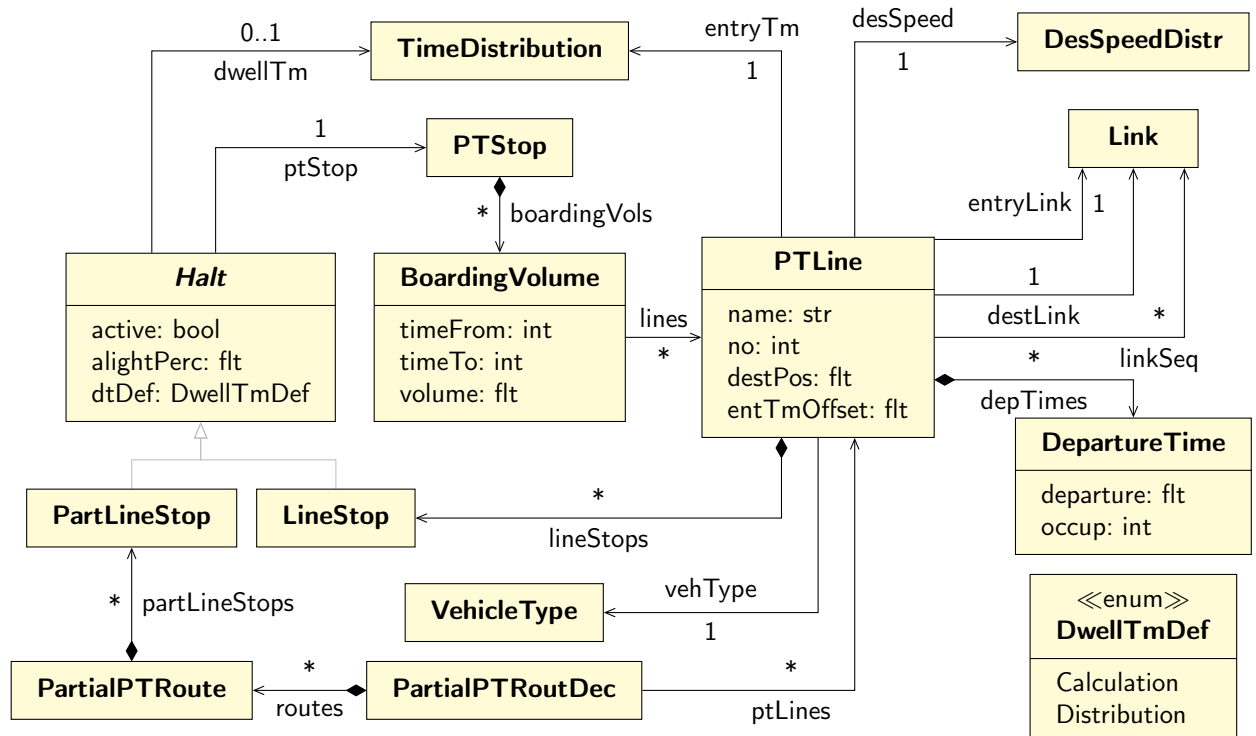 0..1
dwellTm
TimeDistribution
entryTm
1
desSpeed
1
DesSpeedDistr
1
ptStop
PTStop
Link
* boardingVols
entryLink 1
Halt
active: bool
alightPerc: flt
dtDef: DwellTmDef
BoardingVolume
timeFrom: int
timeTo: int
volume: flt
lines
*
PTLine
name: str
no: int
destPos: flt
entTmOffset: flt
1
destLink
*
linkSeq
*
depTimes
DepartureTime
departure: flt
occup: int
PartLineStop
LineStop
*
lineStops
* partLineStops
VehicleType
vehType
1
≪enum≫
DwellTmDef
Calculation
Distribution
PartialPTRoute
*
routes
PartialPTRoutDec
*
ptLines